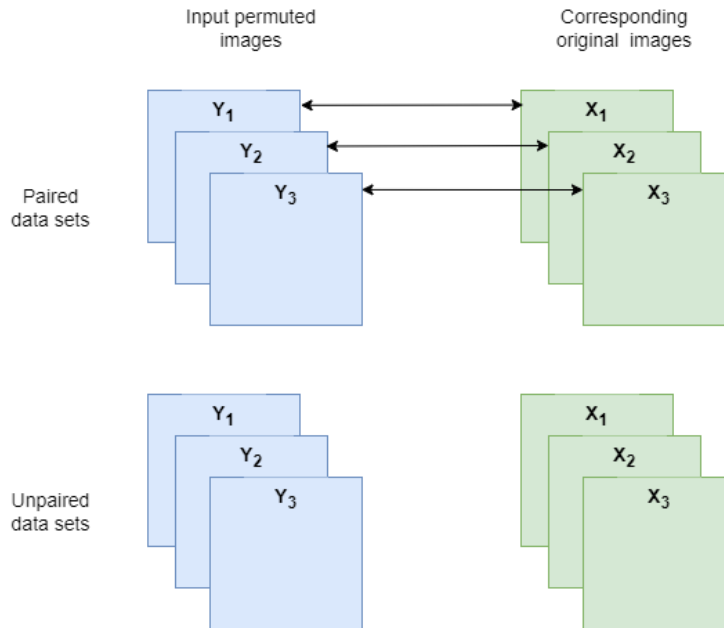 Input permuted
images
Corresponding
original images
Y₁
X₁
Y₂
X₂
Y₃
X₃
Paired
data sets
Y₁
X₁
Y₂
X₂
Y₃
X₃
Unpaired
data sets